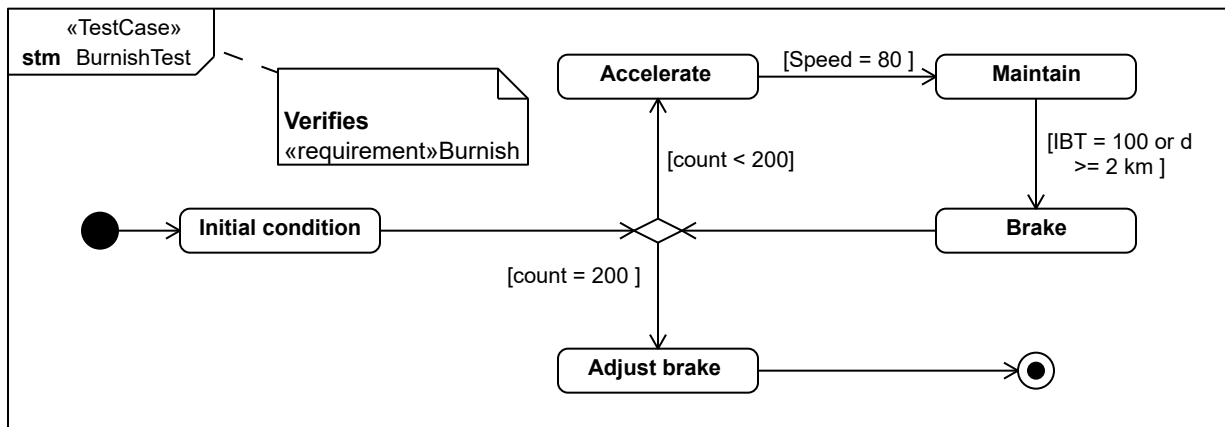 «TestCase»
stm BurnishTest
Verifies
«requirement»Burnish
Accelerate
[Speed = 80 ]
Maintain
[count < 200]
[IBT = 100 or d
>= 2 km ]
Initial condition
Brake
[count = 200 ]
Adjust brake